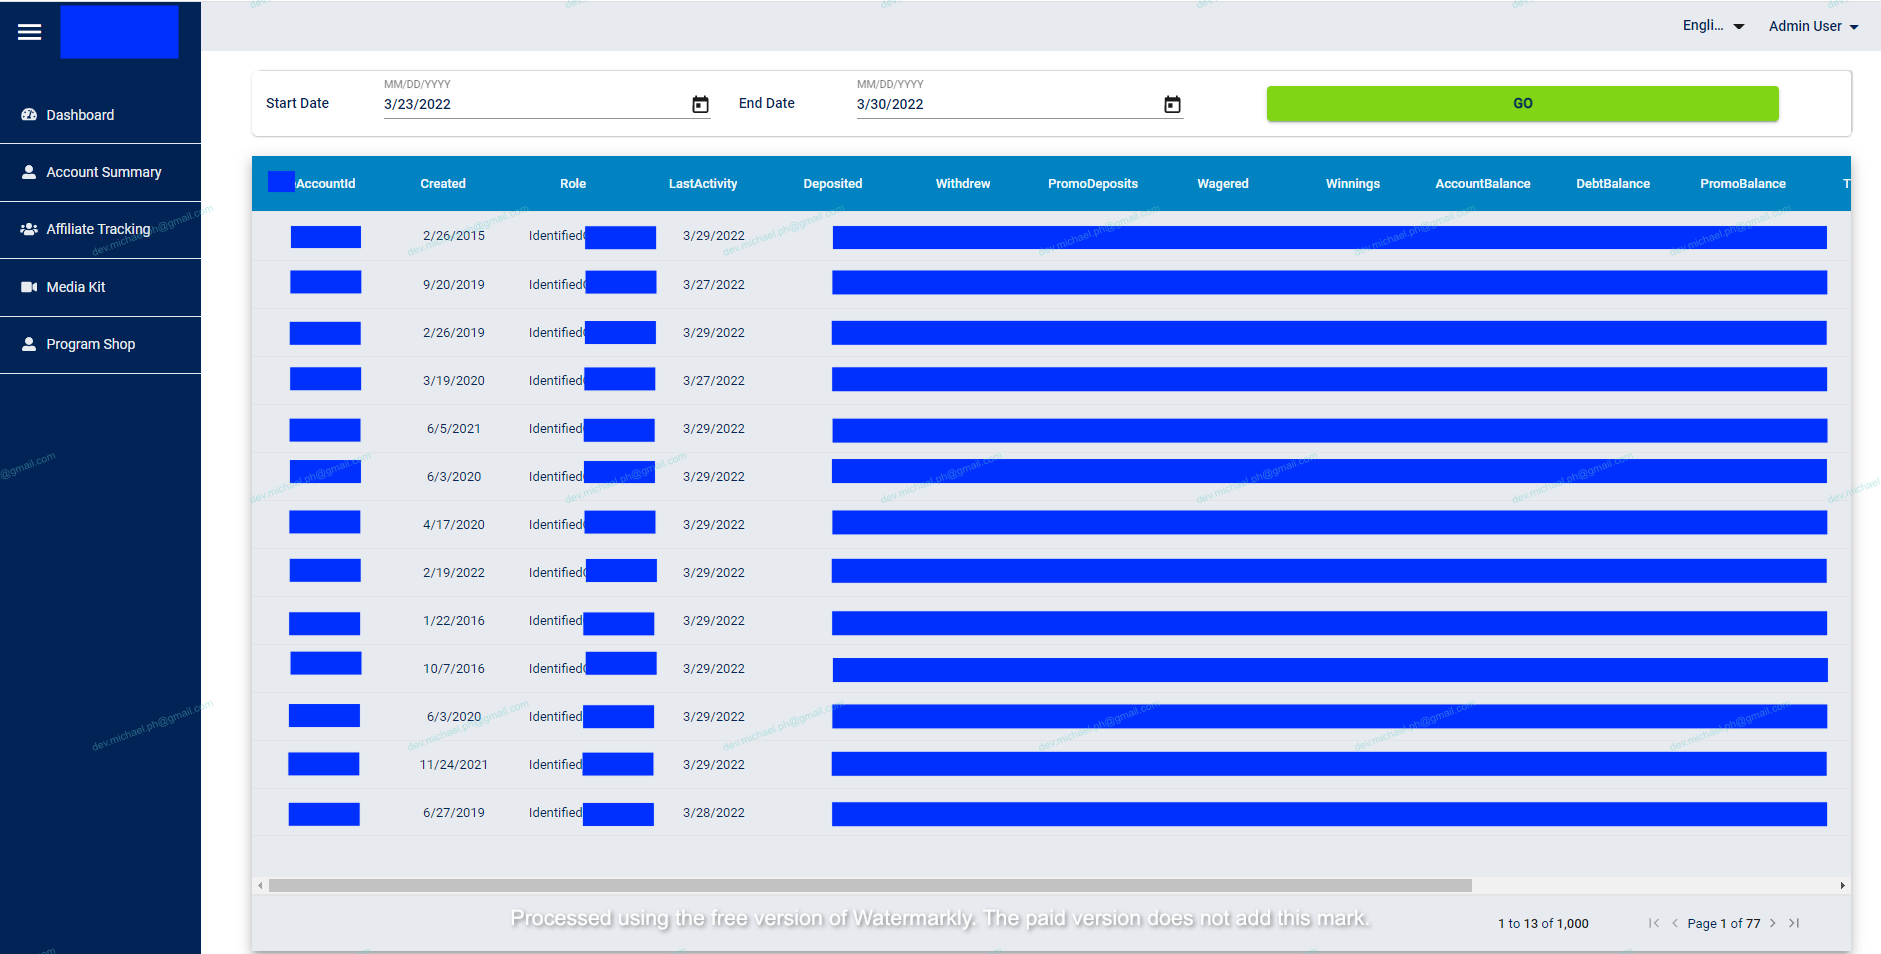 Engli... Admin User
Dashboard
Account Summary
Affiliate Tracking
Media Kit
Program Shop
MM/DD/YYYY MM/DD/YYYY
Start Date 3/23/2022 End Date 3/30/2022 GO
AccountId Created Role LastActivity Deposited Withdrew PromoDeposits Wagered Winnings AccountBalance DebtBalance PromoBalance T
2/26/2015 Identified 3/29/2022
9/20/2019 Identified 3/27/2022
2/26/2019 Identified 3/29/2022
3/19/2020 Identified 3/27/2022
6/5/2021 Identified 3/29/2022
6/3/2020 Identified 3/29/2022
4/17/2020 Identified 3/29/2022
2/19/2022 Identified 3/29/2022
1/22/2016 Identified 3/29/2022
10/7/2016 Identified 3/29/2022
6/3/2020 Identified 3/29/2022
11/24/2021 Identified 3/29/2022
6/27/2019 Identified 3/28/2022
Processed using the free version of Watermarkly. The paid version does not add this mark.
1 to 13 of 1,000 Page 1 of 77
dev.michael.ph@gmail.com